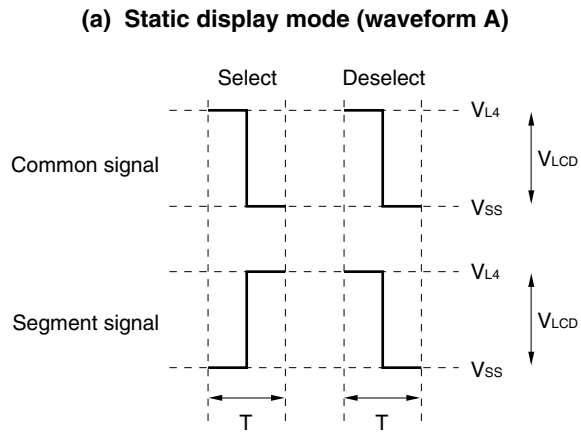 (a) Static display mode (waveform A)
Select Deselect
VL4
Common signal
VLCD
VSS
VL4
Segment signal
VLCD
VSS
T T